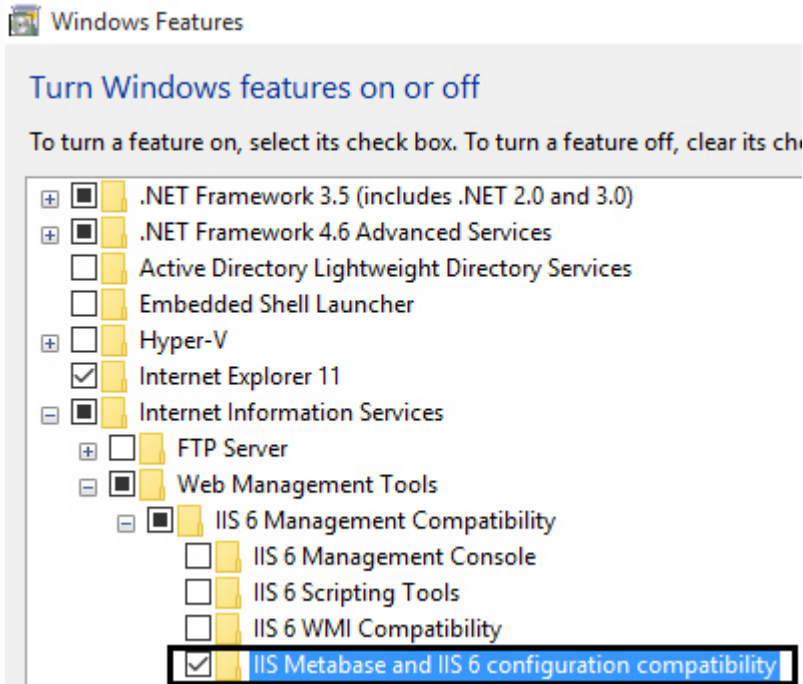 Windows Features
Turn Windows features on or off
To turn a feature on, select its check box. To turn a feature off, clear its
.NET Framework 3.5 (includes .NET 2.0 and 3.0)
.NET Framework 4.6 Advanced Services
Active Directory Lightweight Directory Services
Embedded Shell Launcher
Hyper-V
Internet Explorer 11
Internet Information Services
FTP Server
Web Management Tools
IIS 6 Management Compatibility
IIS 6 Management Console
IIS 6 Scripting Tools
IIS 6 WMI Compatibility
IIS Metabase and IIS 6 configuration compatibility